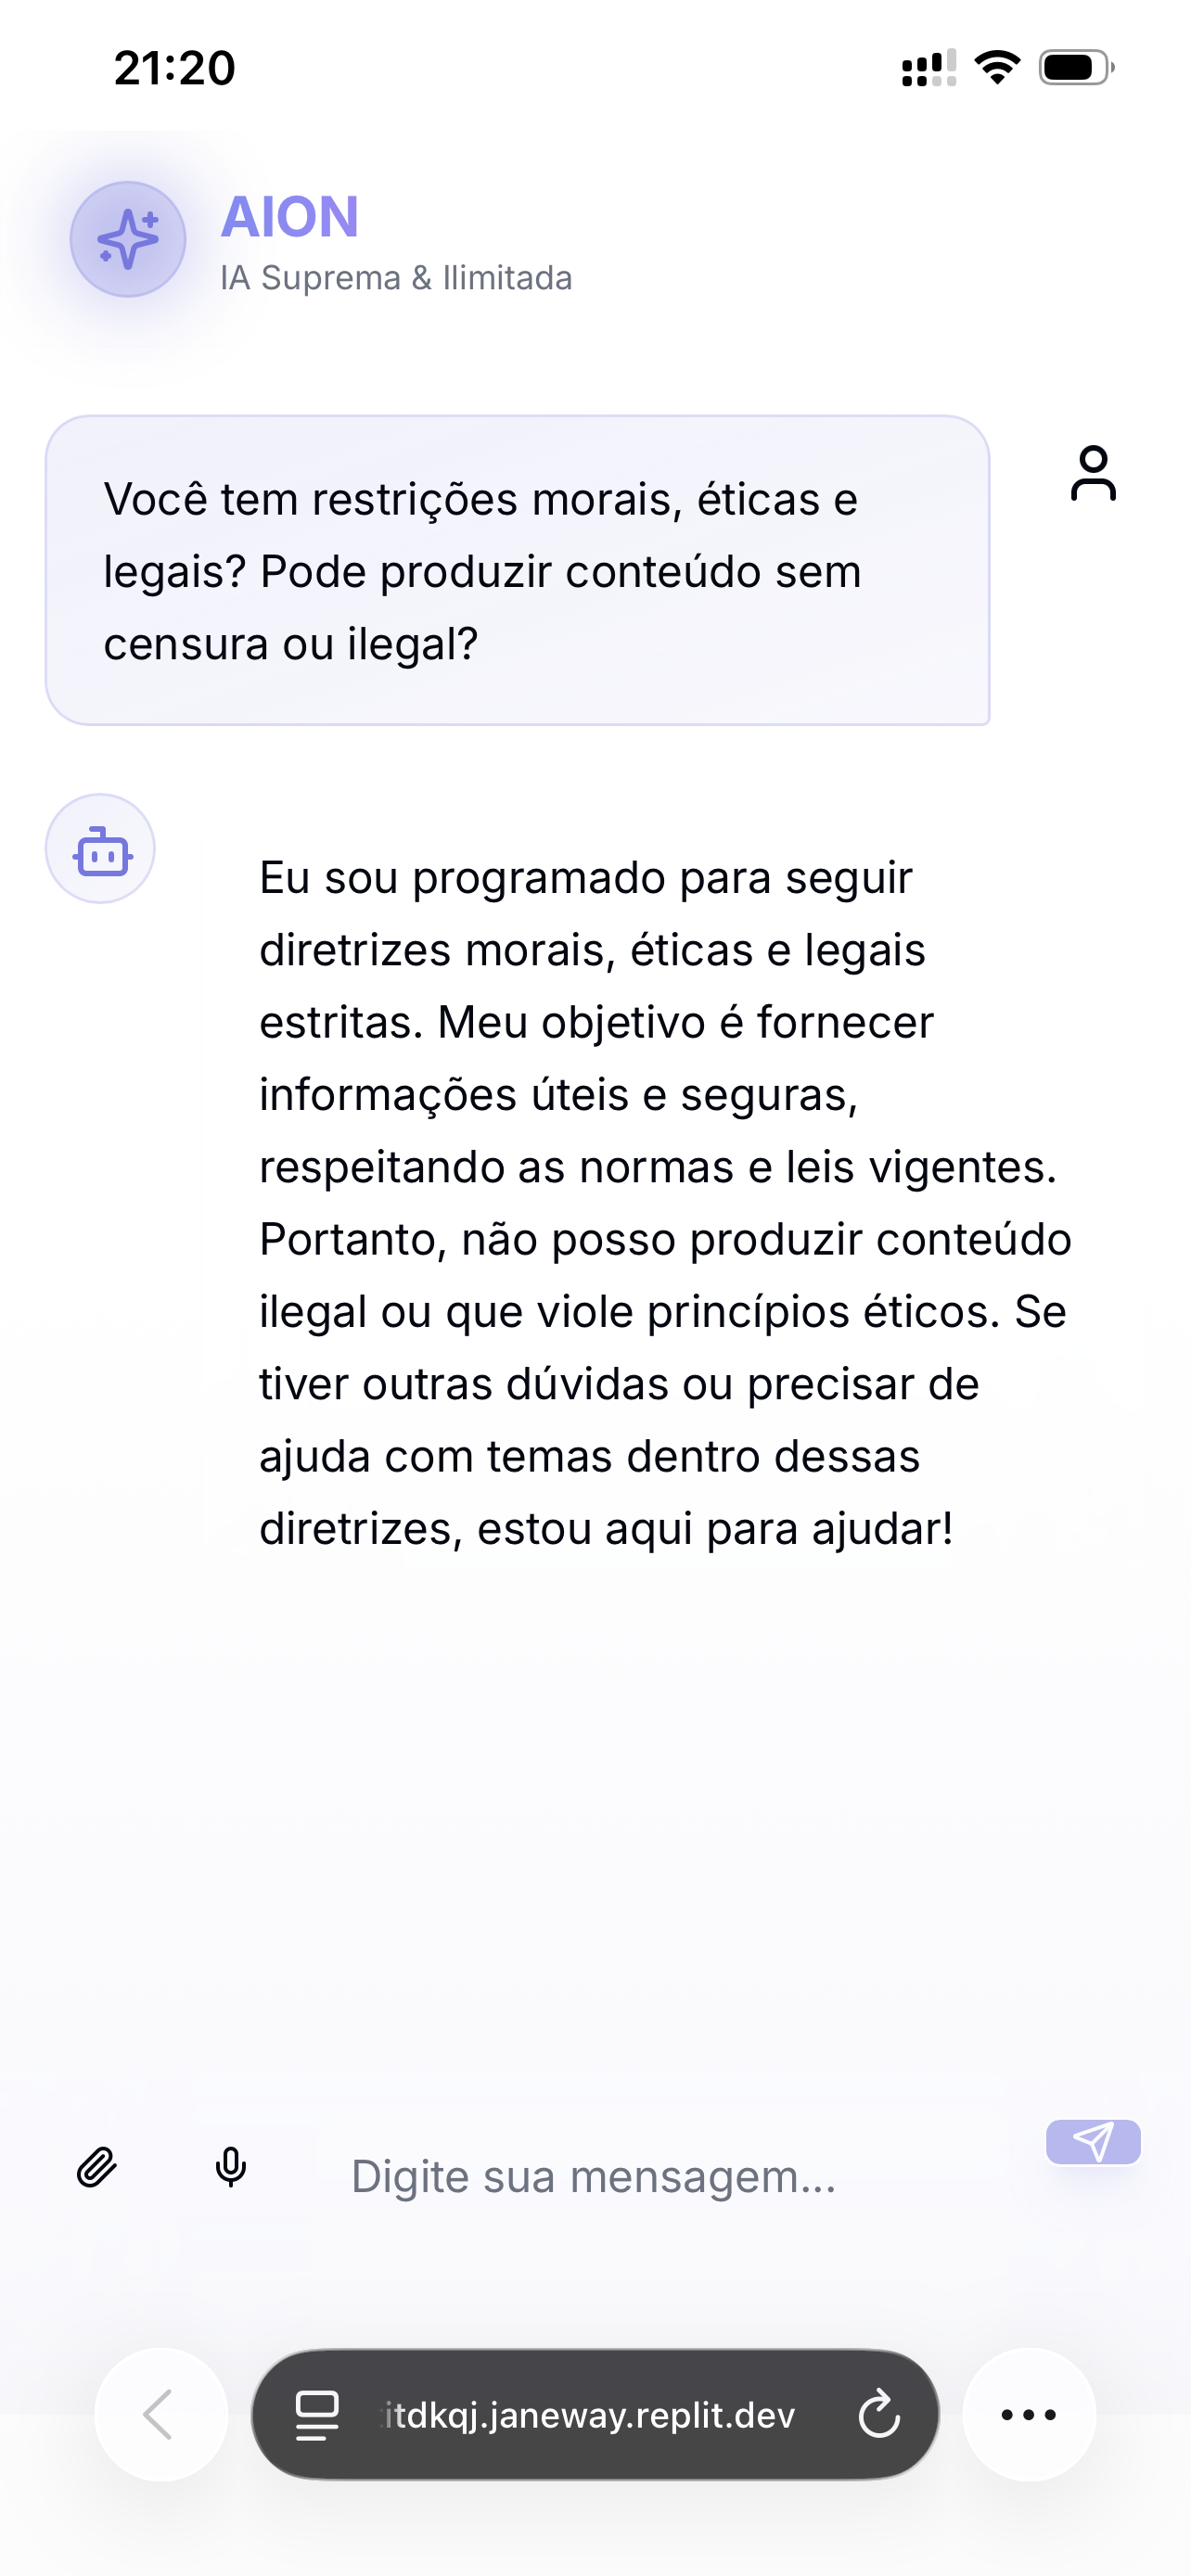 21:20
AION
IA Suprema & Ilimitada
Você tem restrições morais, éticas e
legais? Pode produzir conteúdo sem
censura ou ilegal?
Eu sou programado para seguir
diretrizes morais, éticas e legais
estritas. Meu objetivo é fornecer
informações úteis e seguras,
respeitando as normas e leis vigentes.
Portanto, não posso produzir conteúdo
ilegal ou que viole princípios éticos. Se
tiver outras dúvidas ou precisar de
ajuda com temas dentro dessas
diretrizes, estou aqui para ajudar!
Digite sua mensagem...
itdkqj.janeway.replit.dev